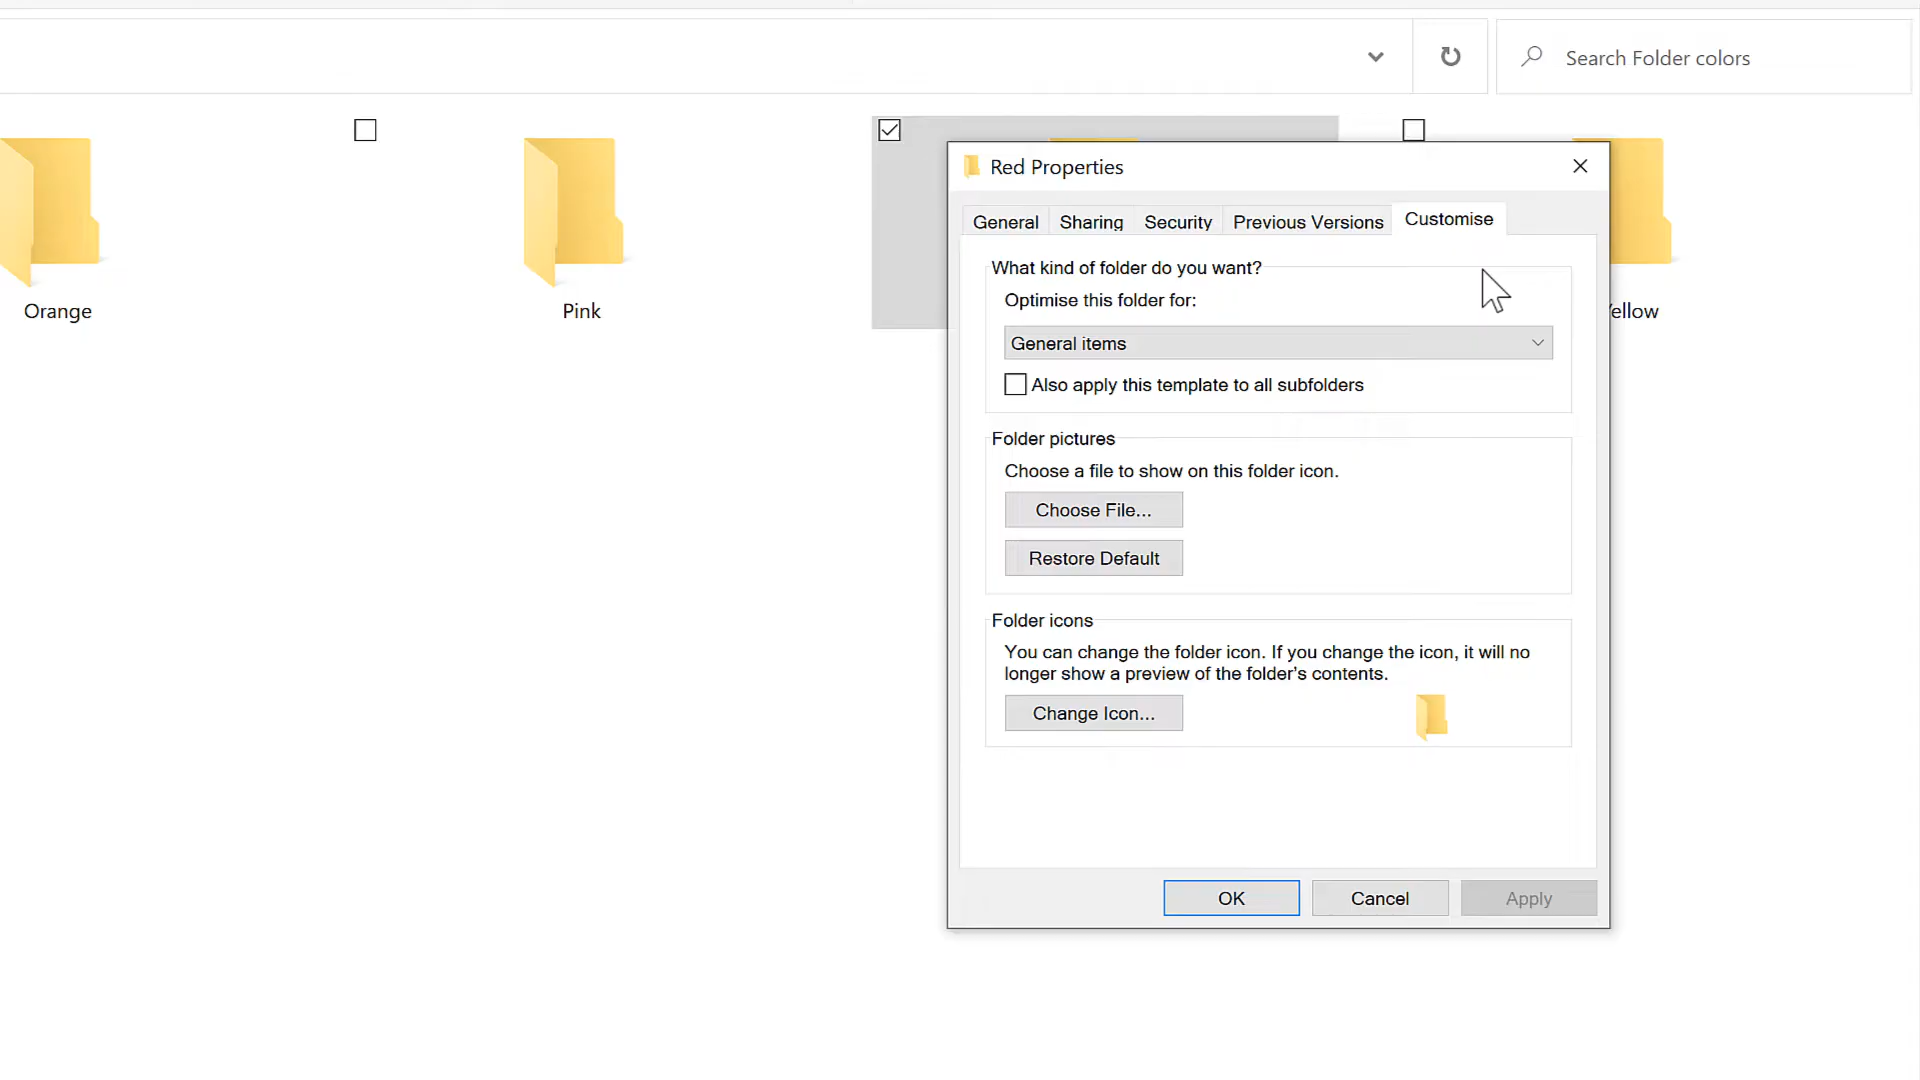 Search Folder colors
Orange
Pink
Red Properties
General
Sharing
Security
Previous Versions
Customise
What kind of folder do you want?
Optimise this folder for:
General items
Also apply this template to all subfolders
Folder pictures
Choose a file to show on this folder icon.
Choose File...
Restore Default
Folder icons
You can change the folder icon. If you change the icon, it will no
longer show a preview of the folder's contents.
Change Icon...
OK
Cancel
Apply
ellow